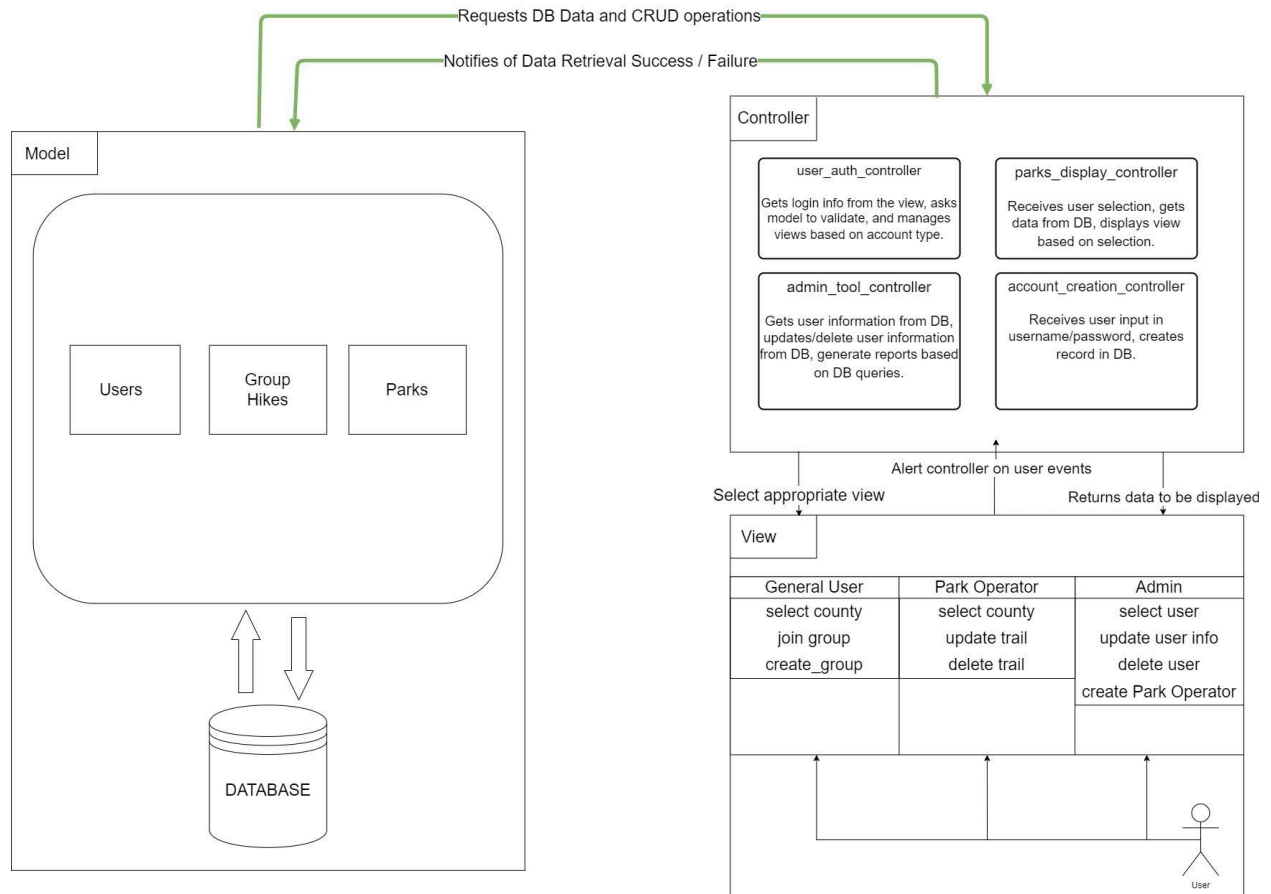 Requests DB Data and CRUD operations
Notifies of Data Retrieval Success / Failure
Model
Users
Group
Hikes
Parks
DATABASE
Controller
user_auth_controller
Gets login info from the view, asks
model to validate, and manages
views based on account type.
parks_display_controller
Receives user selection, gets
data from DB, displays view
based on selection.
admin_tool_controller
Gets user information from DB,
updates/delete user information
from DB, generate reports based
on DB queries.
account_creation_controller
Receives user input in
username/password, creates
record in DB.
Select appropriate view
Alert controller on user events
Returns data to be displayed
View
General User
select county
join group
create_group
Park Operator
select county
update trail
delete trail
Admin
select user
update user info
delete user
create Park Operator
User